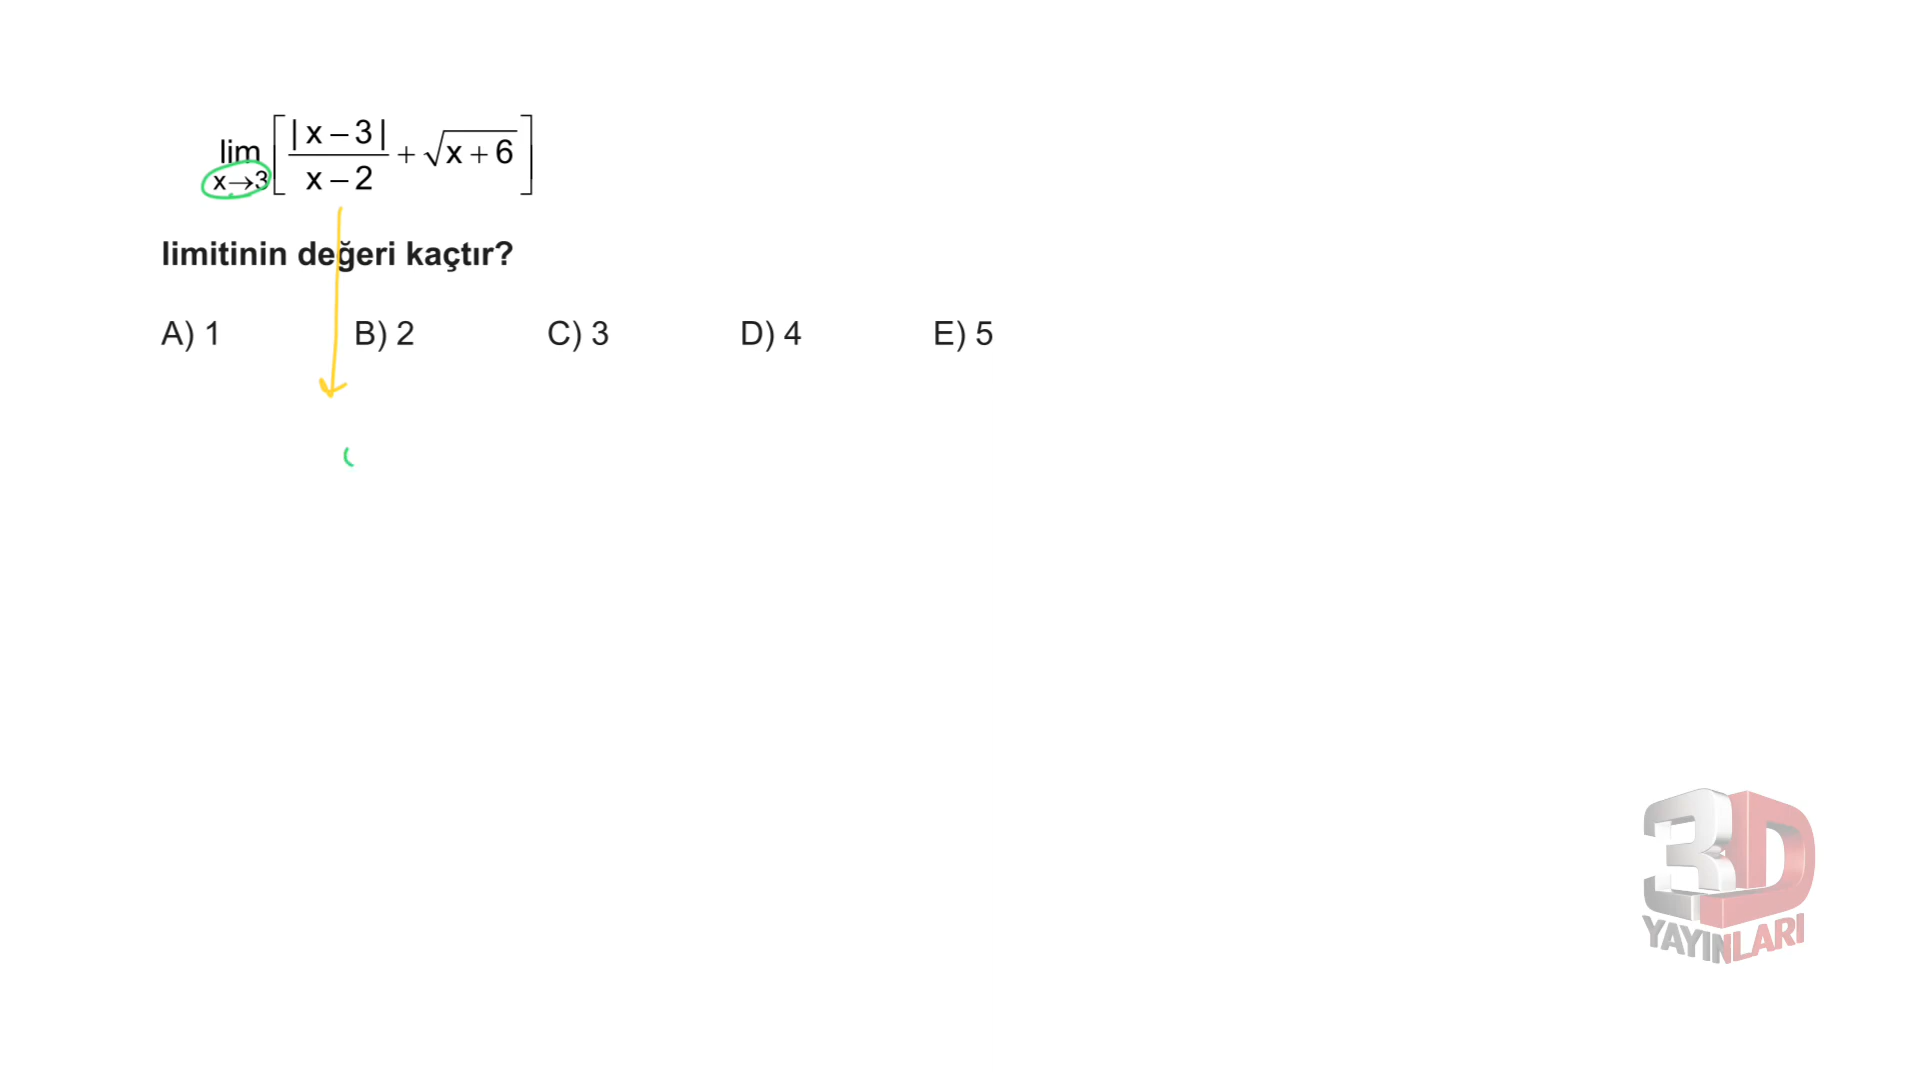 lim x→3 [ |x – 3| / x – 2 + √x + 6 ]
limitinin değeri kaçtır?
A) 1 B) 2 C) 3 D) 4 E) 5
3D
YAYINLARI